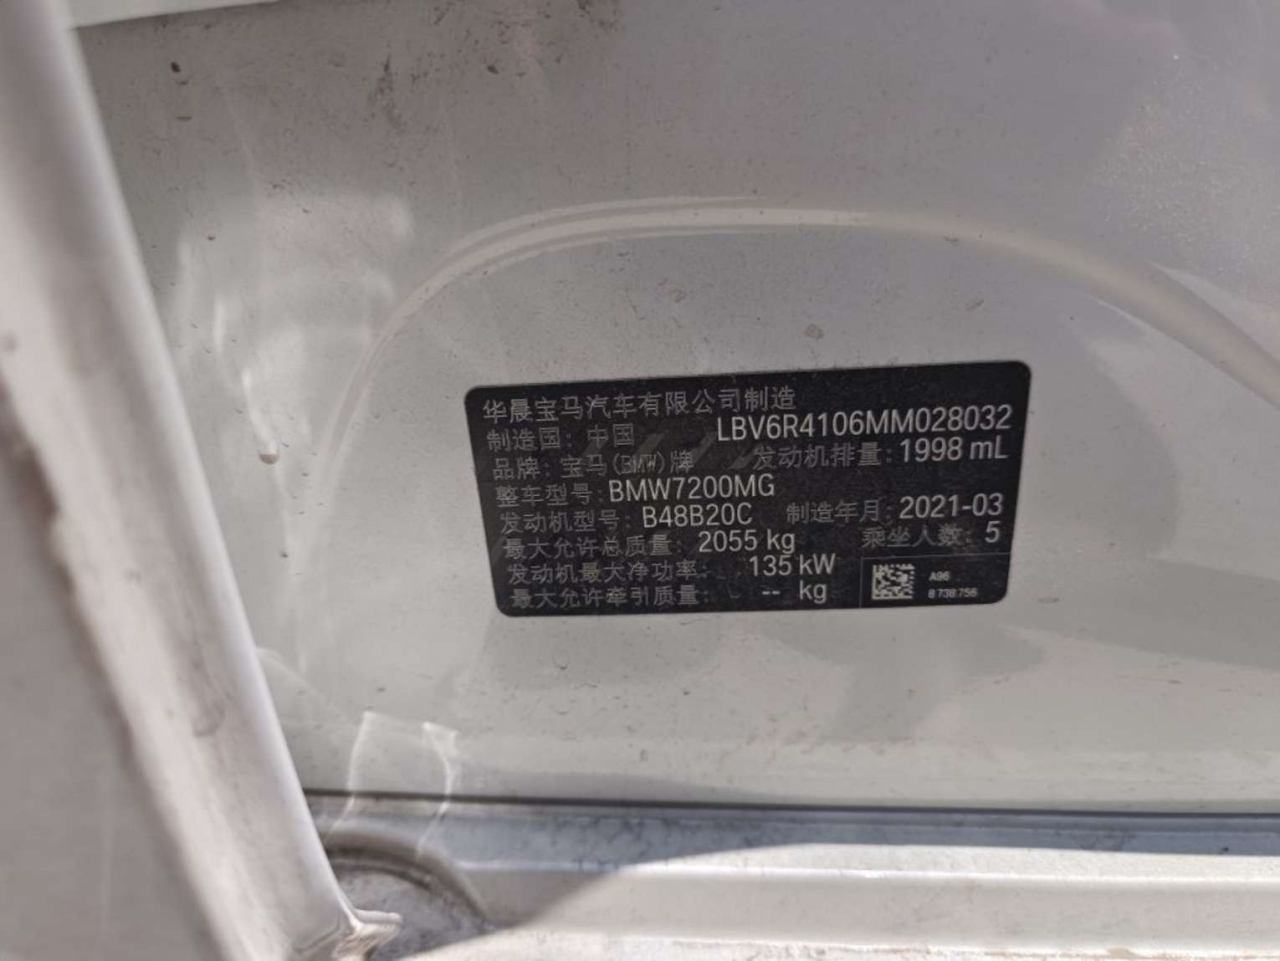 华晨宝马汽车有限公司制造
制造国: 中国 LBV6R4106MM028032
品牌: 宝马(BMW)牌 发动机排量: 1998 mL
整车型号: BMW7200MG
发动机型号: B48B20C 制造年月: 2021-03
最大允许总质量: 2055 kg 乘坐人数: 5
发动机最大净功率: 135 kW
最大允许牵引质量: -- kg
A96
8 738 756